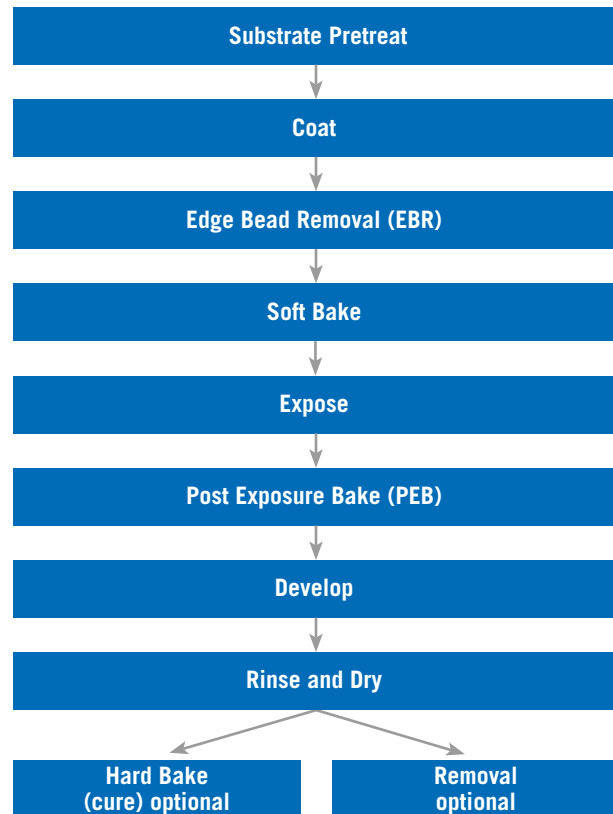 Substrate Pretreat
Coat
Edge Bead Removal (EBR)
Soft Bake
Expose
Post Exposure Bake (PEB)
Develop
Rinse and Dry
Hard Bake
(cure) optional
Removal
optional